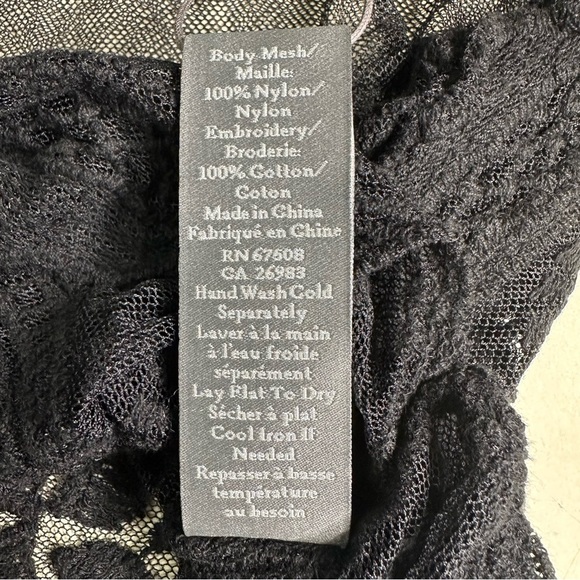 Body Mesh/
Maille:
100% Nylon/
Nylon
Embroidery/
Broderie:
100% Cotton/
Coton
Made in China
Fabriqué en Chine
RN 67508
CA 26983
Hand Wash Cold
Separately
Laver à la main
à l'eau froide
séparément
Lay Flat To Dry
Sécher à plat
Cool Iron If
Needed
Repasser à basse
température
au besoin